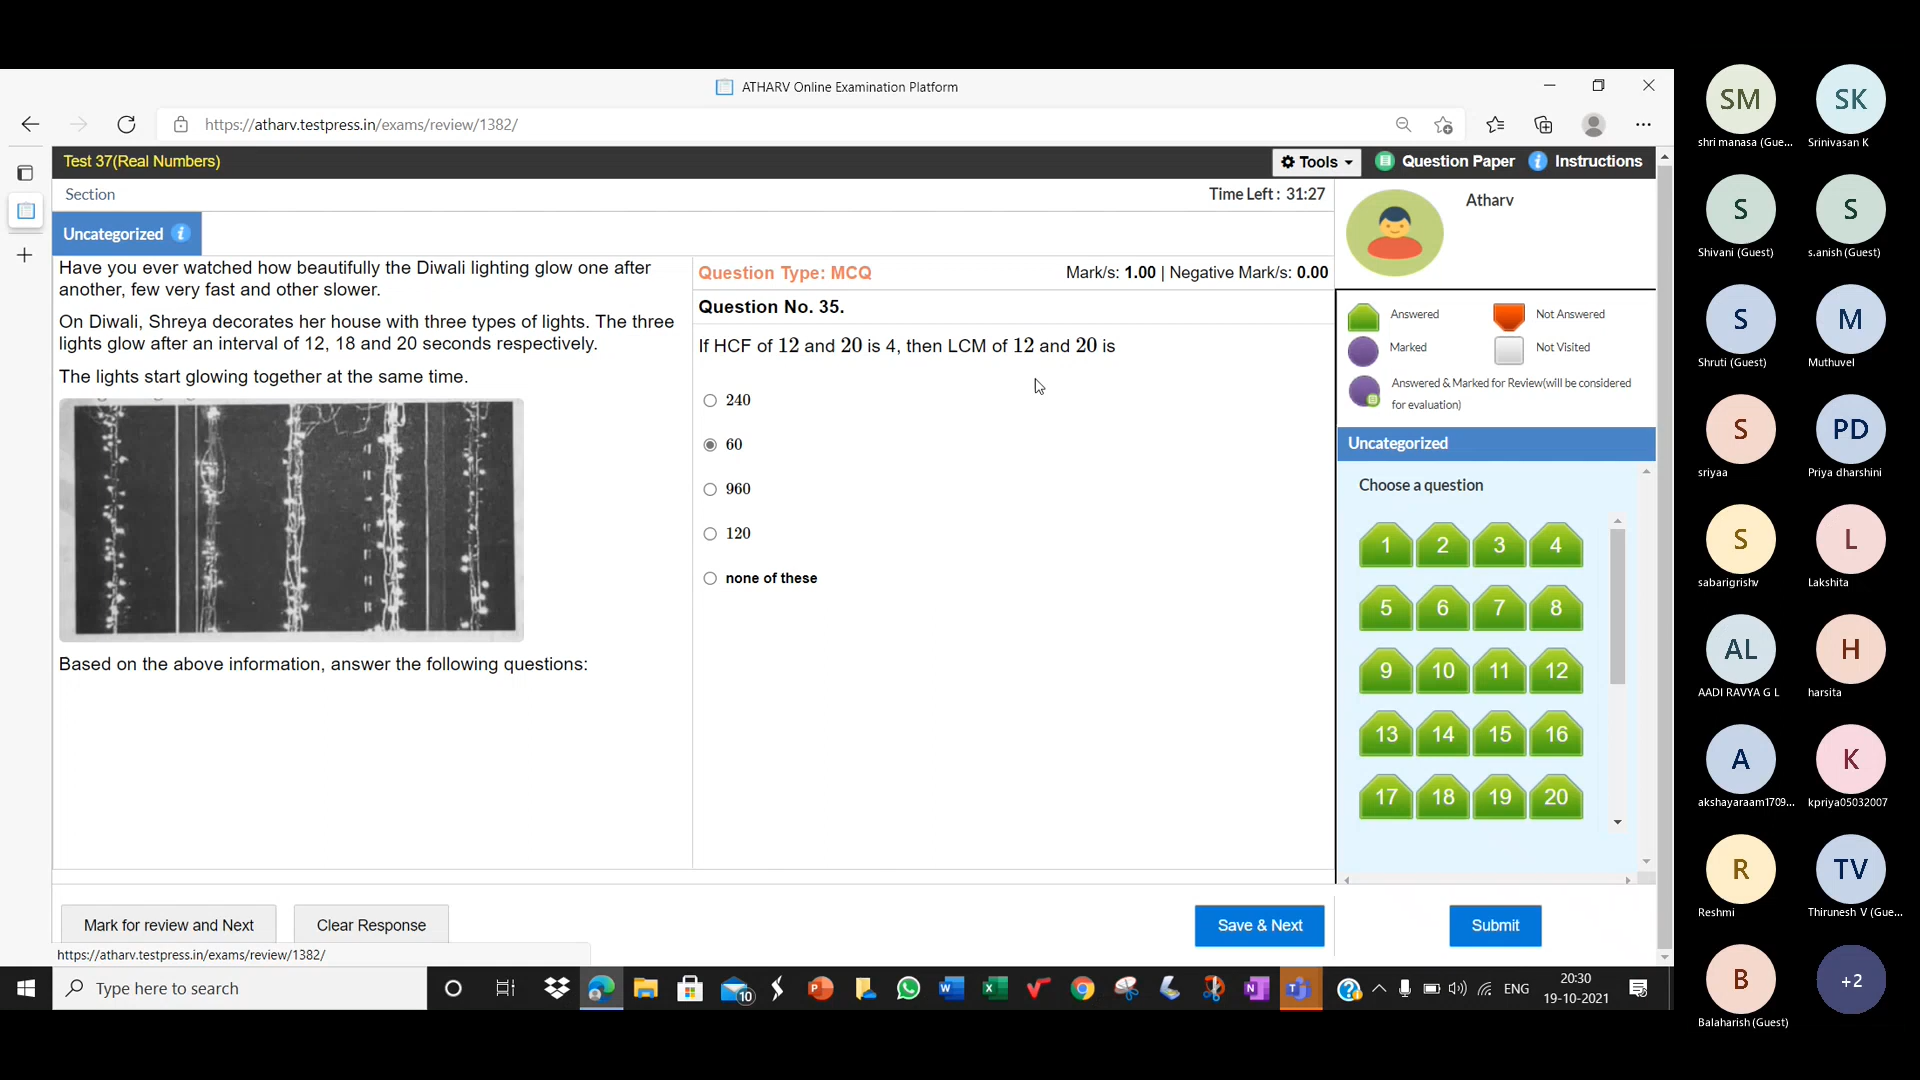 ATHARV Online Examination Platform
https://atharv.testpress.in/exams/review/1382/
Test 37(Real Numbers)
Tools
Question Paper
Instructions
Section
Time Left : 31:27
Uncategorized
Atharv
Have you ever watched how beautifully the Diwali lighting glow one after
another, few very fast and other slower.
On Diwali, Shreya decorates her house with three types of lights. The three
lights glow after an interval of 12, 18 and 20 seconds respectively.
The lights start glowing together at the same time.
Based on the above information, answer the following questions:
Question Type: MCQ
Mark/s: 1.00 | Negative Mark/s: 0.00
Question No. 35.
If HCF of 12 and 20 is 4, then LCM of 12 and 20 is
240
60
960
120
none of these
Answered
Not Answered
Marked
Not Visited
Answered & Marked for Review(will be considered
for evaluation)
Uncategorized
Choose a question
1 2 3 4
5 6 7 8
9 10 11 12
13 14 15 16
17 18 19 20
Mark for review and Next
Clear Response
Save & Next
Submit
https://atharv.testpress.in/exams/review/1382/
Type here to search
10
ENG
20:30
19-10-2021
SM
shri manasa (Gue...
SK
Srinivasan K
S
Shivani (Guest)
S
s.anish (Guest)
S
Shruti (Guest)
M
Muthuvel
S
sriyaa
PD
Priya dharshini
S
sabarigrishv
L
Lakshita
AL
AADI RAVYA G L
H
harsita
A
akshayaraam1709...
K
kpriya05032007
R
Reshmi
TV
Thirunesh V (Gue...
B
Balaharish (Guest)
+2